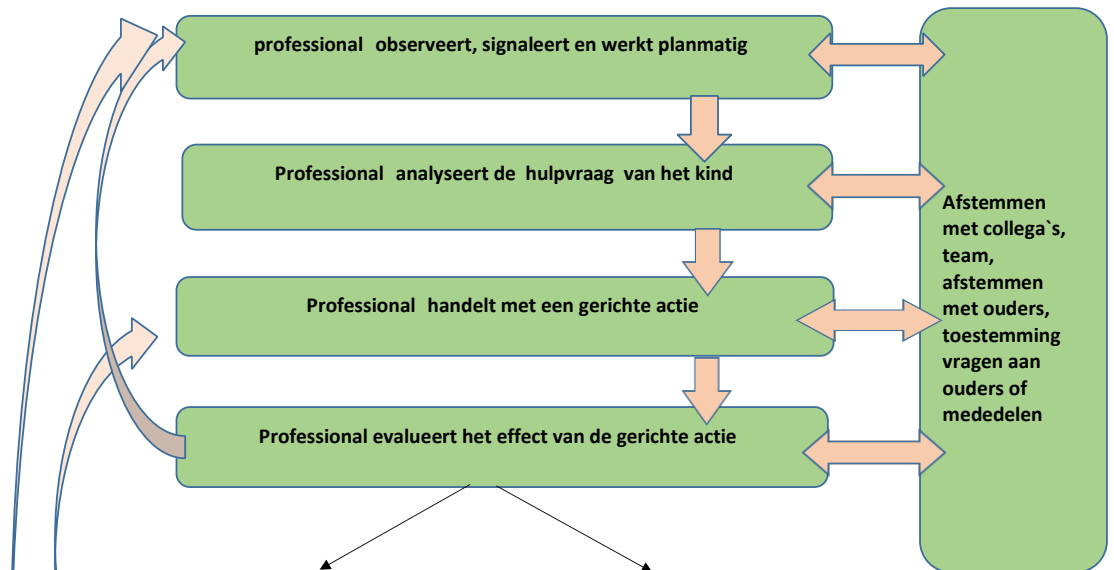 professional observeert, signaleert en werkt planmatig
Professional analyseert de hulpvraag van het kind
Professional handelt met een gerichte actie
Professional evalueert het effect van de gerichte actie
Afstemmen
met collega`s,
team,
afstemmen
met ouders,
toestemming
vragen aan
ouders of
mededelen